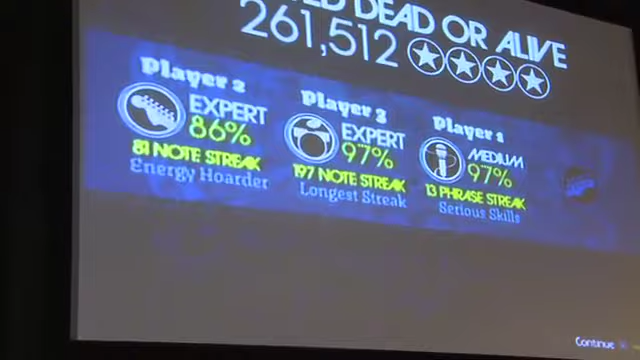 DEAD OR ALIVE
261,512
Player 2
EXPERT
86%
81 NOTE STREAK
Energy Hoarder
Player 3
EXPERT
97%
197 NOTE STREAK
Longest Streak
Player 1
MEDIUM
97%
13 PHRASE STREAK
Serious Skills
Continue